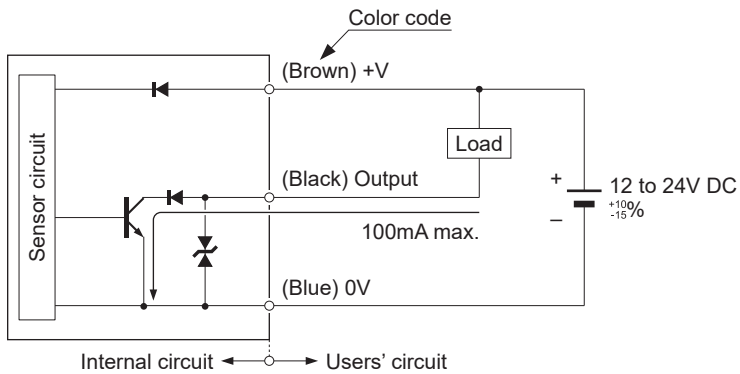 Color code
(Brown) +V
Sensor circuit
Load
(Black) Output
+
12 to 24V DC
+10
-15 %
–
100mA max.
(Blue) 0V
Internal circuit
Users' circuit